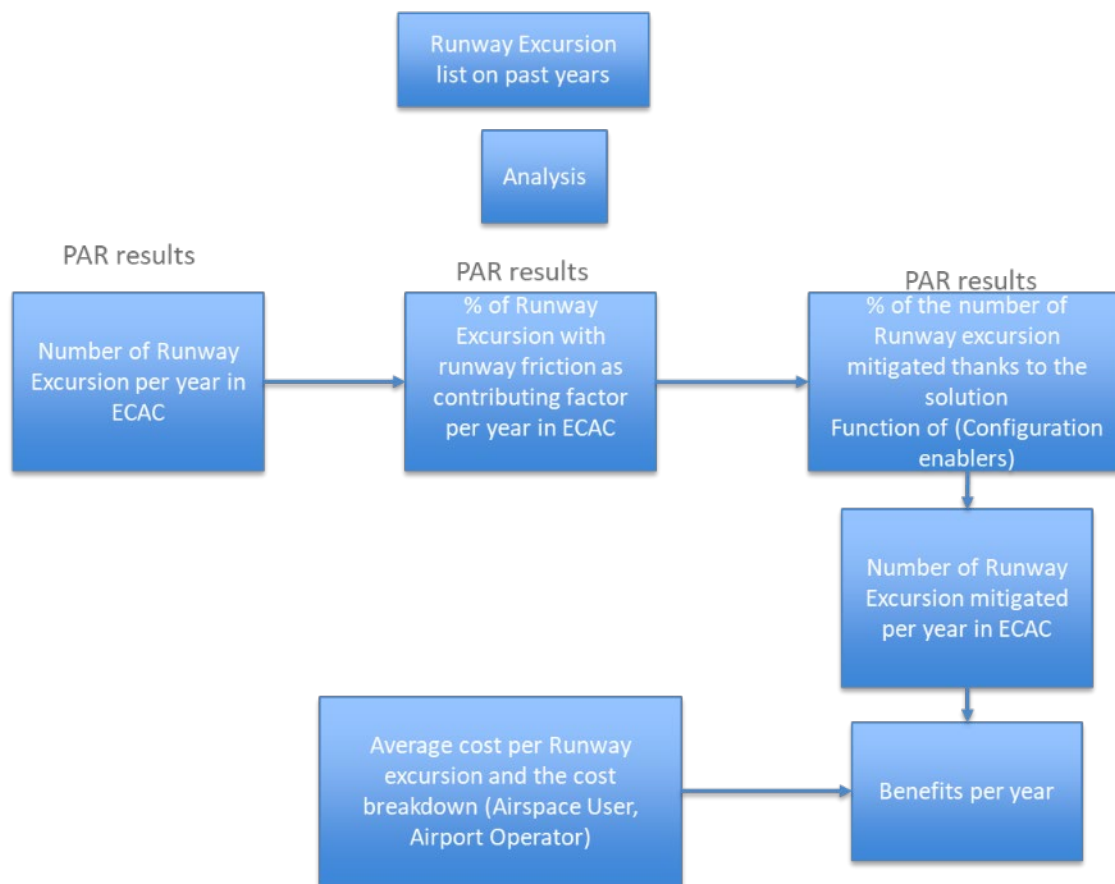 Runway Excursion
list on past years
Analysis
PAR results
Number of Runway
Excursion per year in
ECAC
PAR results
% of Runway
Excursion with
runway friction as
contributing factor
per year in ECAC
PAR results
% of the number of
Runway excursion
mitigated thanks to the
solution
Function of (Configuration
enablers)
Number of Runway
Excursion mitigated
per year in ECAC
Average cost per Runway
excursion and the cost
breakdown (Airspace User,
Airport Operator)
Benefits per year